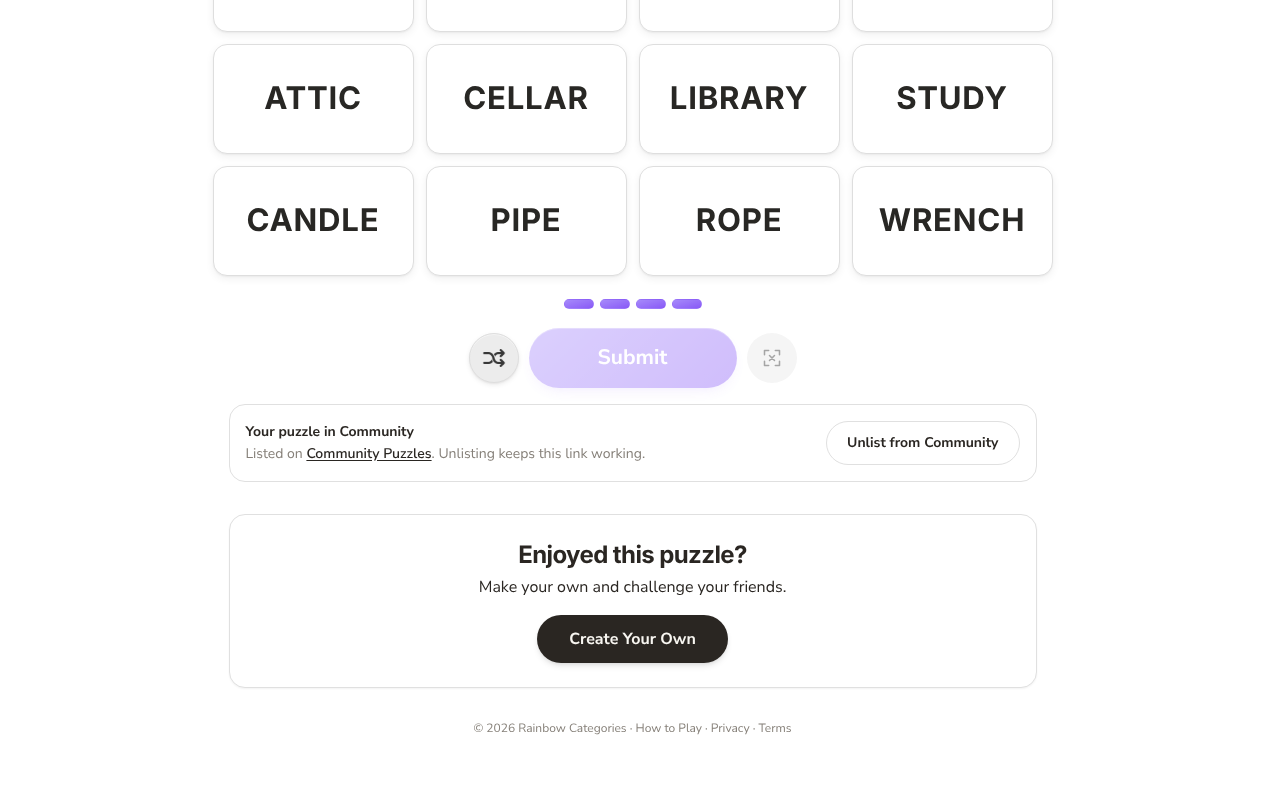 ATTIC CELLAR LIBRARY STUDY
CANDLE PIPE ROPE WRENCH
Submit
Your puzzle in Community
Listed on Community Puzzles. Unlisting keeps this link working.
Unlist from Community
Enjoyed this puzzle?
Make your own and challenge your friends.
Create Your Own
© 2026 Rainbow Categories · How to Play · Privacy · Terms